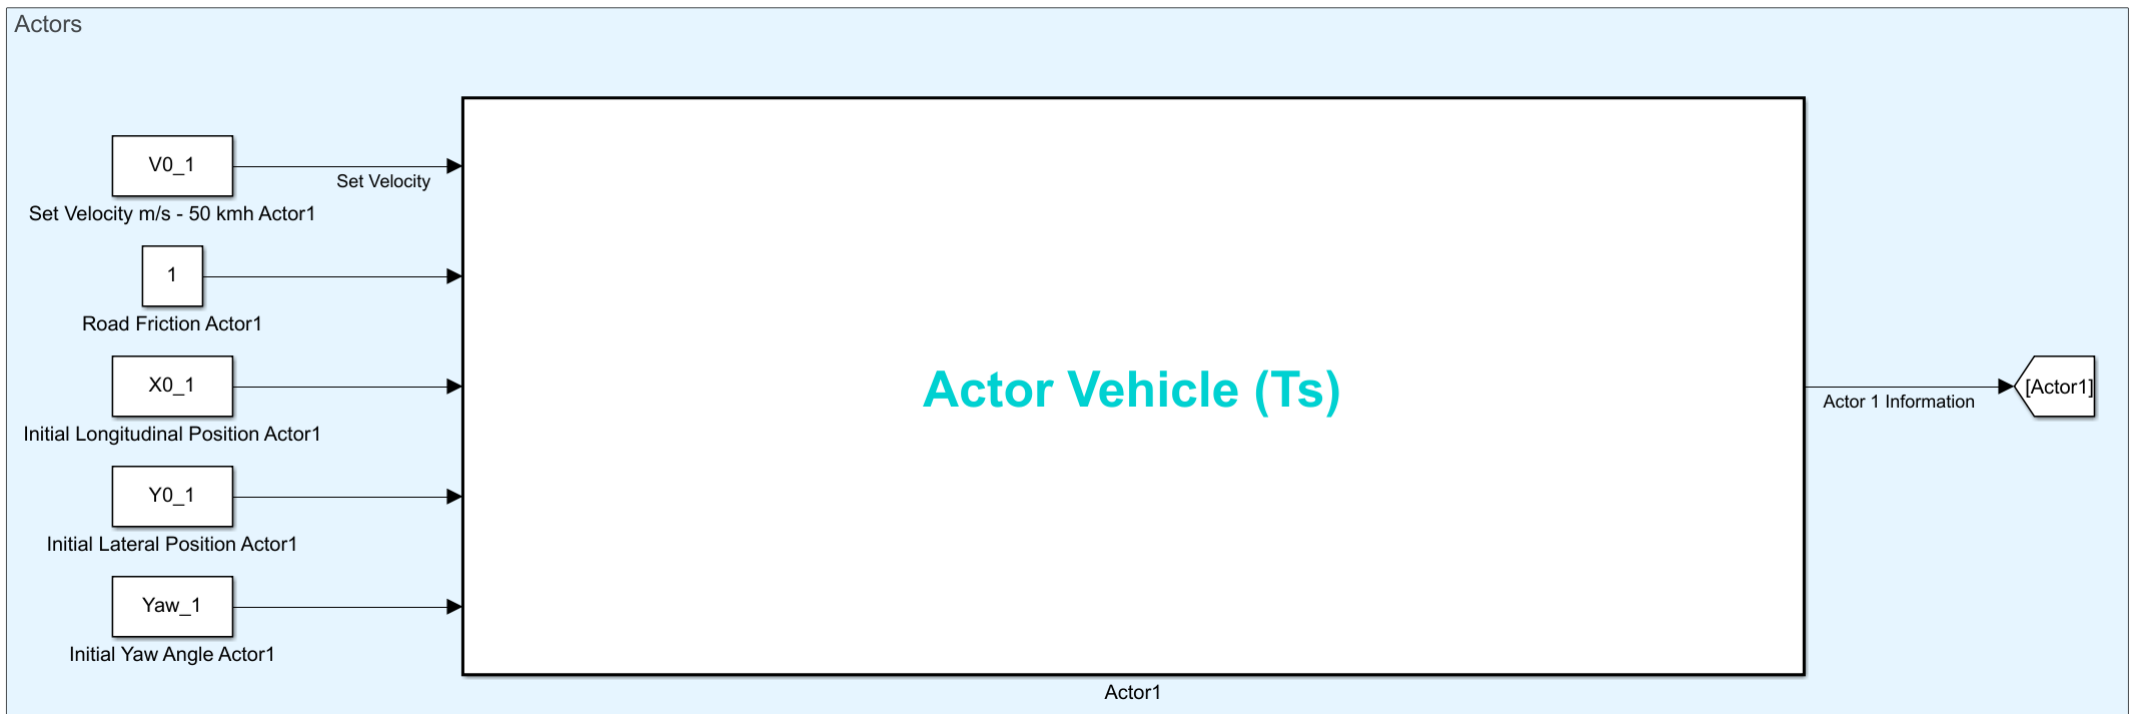 Actors
V0_1
Set Velocity
Set Velocity m/s - 50 kmh Actor1
1
Road Friction Actor1
X0_1
Initial Longitudinal Position Actor1
Y0_1
Initial Lateral Position Actor1
Yaw_1
Initial Yaw Angle Actor1
Actor Vehicle (Ts)
Actor1
Actor 1 Information
[Actor1]